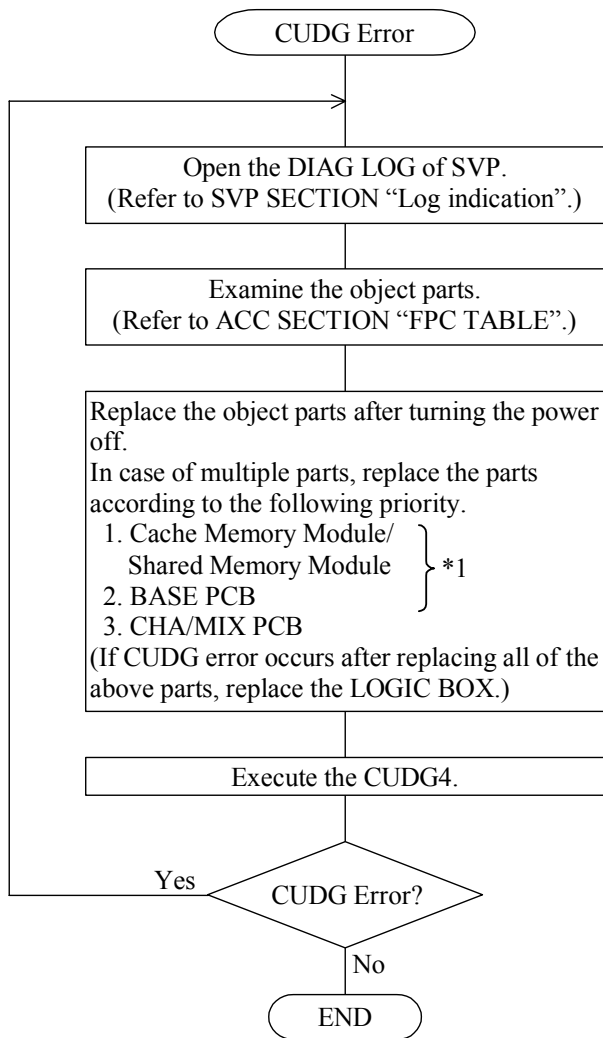 CUDG Error
Open the DIAG LOG of SVP.
(Refer to SVP SECTION “Log indication”.)
Examine the object parts.
(Refer to ACC SECTION “FPC TABLE”.)
Replace the object parts after turning the power
off.
In case of multiple parts, replace the parts
according to the following priority.
1. Cache Memory Module/
Shared Memory Module
*1
2. BASE PCB
3. CHA/MIX PCB
(If CUDG error occurs after replacing all of the
above parts, replace the LOGIC BOX.)
Execute the CUDG4.
Yes
CUDG Error?
No
END